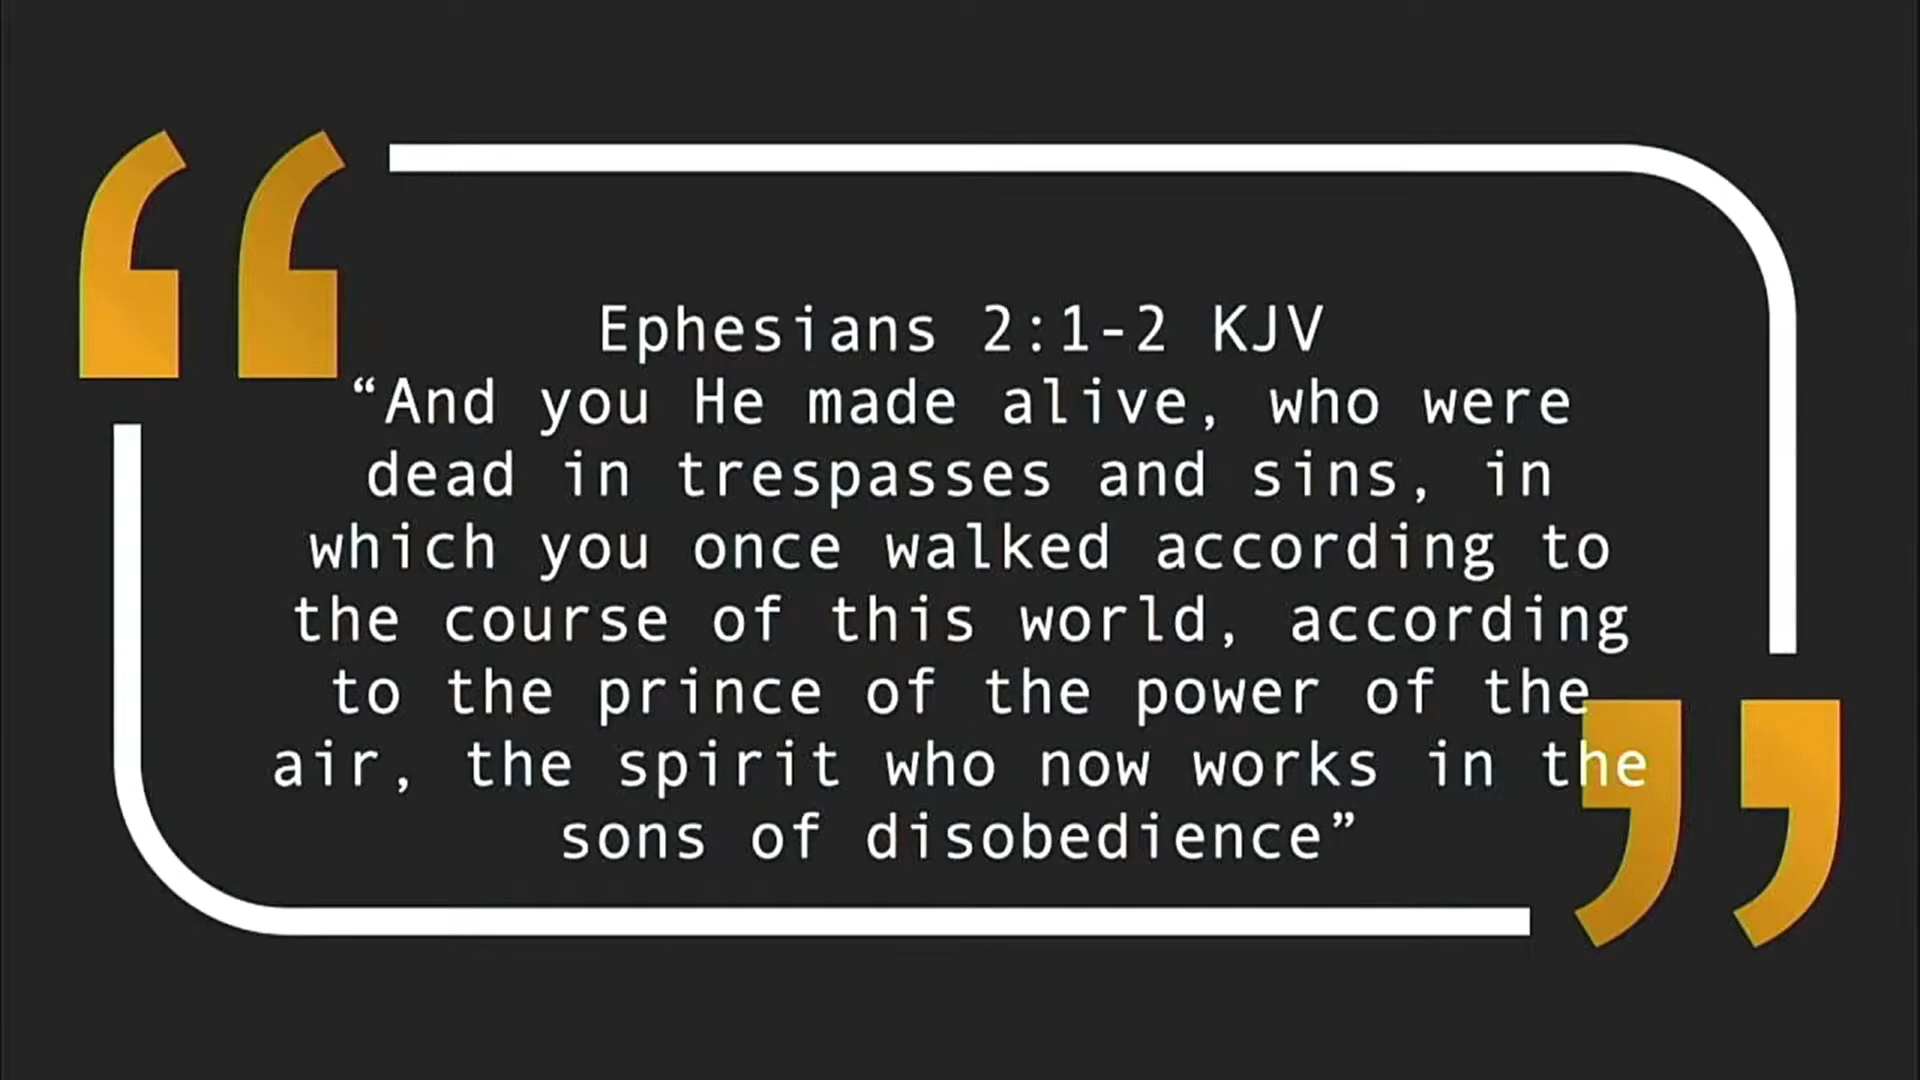 Ephesians 2:1-2 KJV
“And you He made alive, who were
dead in trespasses and sins, in
which you once walked according to
the course of this world, according
to the prince of the power of the
air, the spirit who now works in the
sons of disobedience”